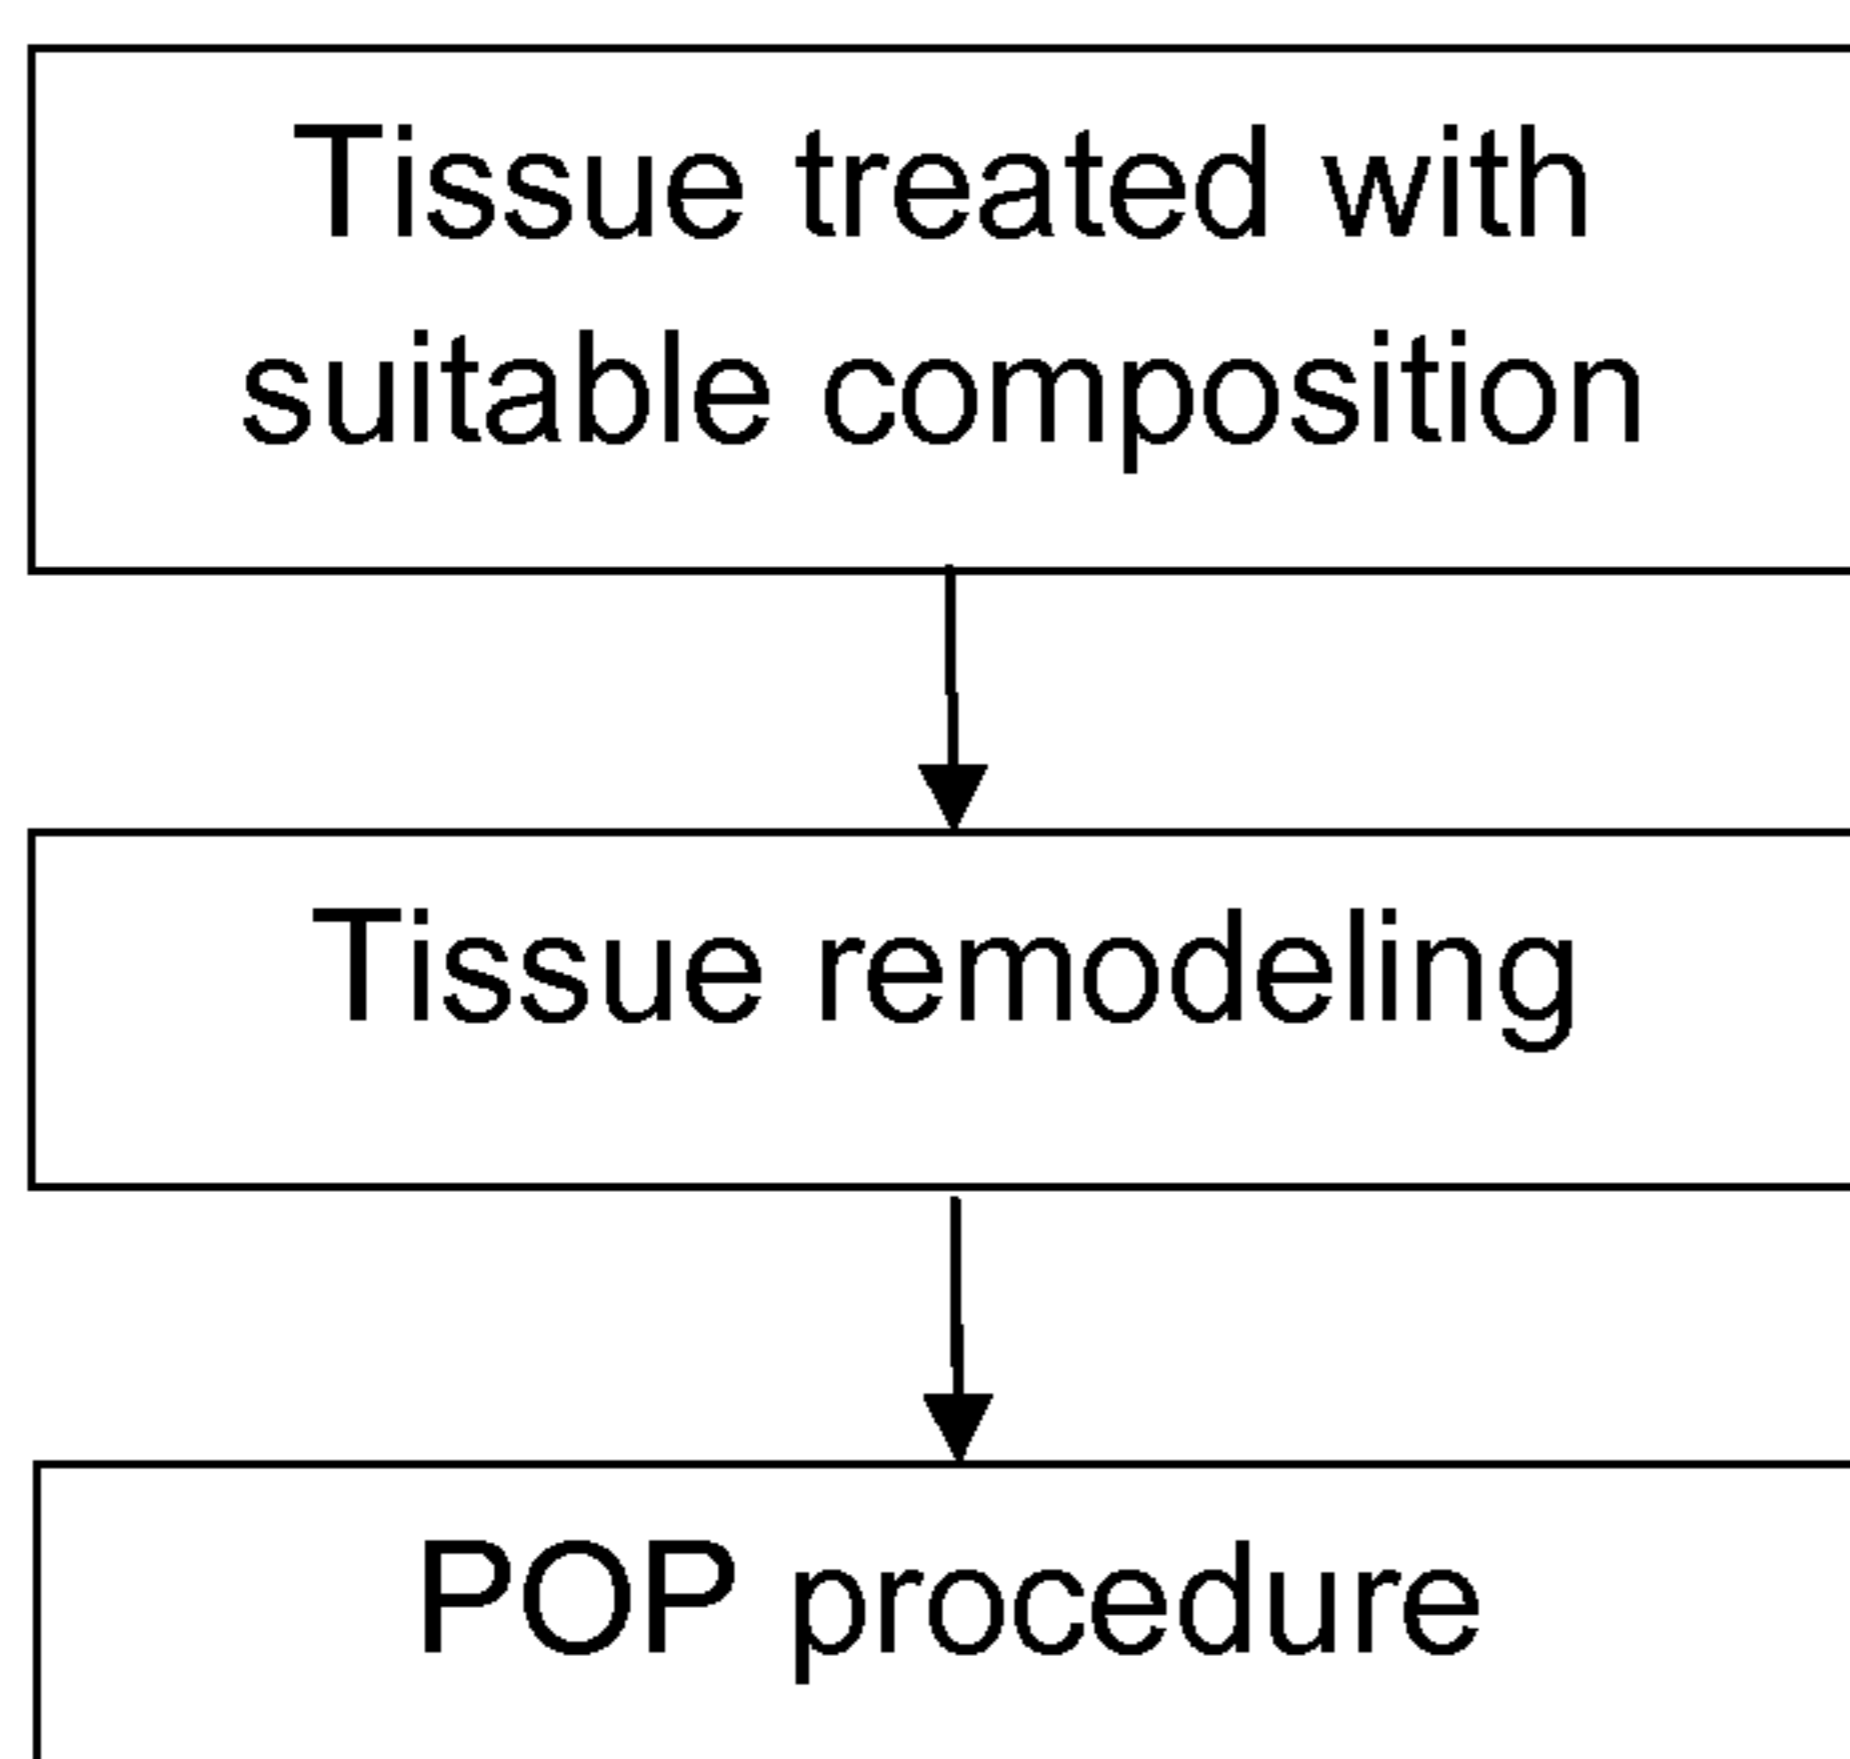 Tissue treated with
suitable composition
Tissue remodeling
POP procedure